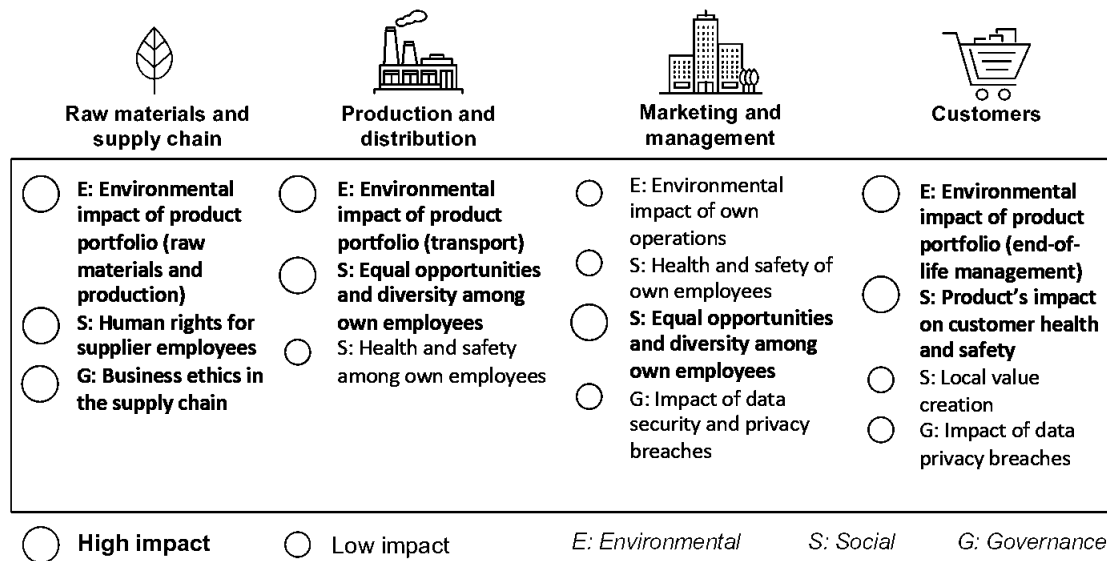 Raw materials and
supply chain
Production and
distribution
Marketing and
management
Customers
E: Environmental
impact of product
portfolio (raw
materials and
production)
S: Human rights for
supplier employees
G: Business ethics in
the supply chain
E: Environmental
impact of product
portfolio (transport)
S: Equal opportunities
and diversity among
own employees
S: Health and safety
among own employees
E: Environmental
impact of own
operations
S: Health and safety of
own employees
S: Equal opportunities
and diversity among
own employees
G: Impact of data
security and privacy
breaches
E: Environmental
impact of product
portfolio (end-of-
life management)
S: Product's impact
on customer health
and safety
S: Local value
creation
G: Impact of data
privacy breaches
High impact
Low impact
E: Environmental
S: Social
G: Governance